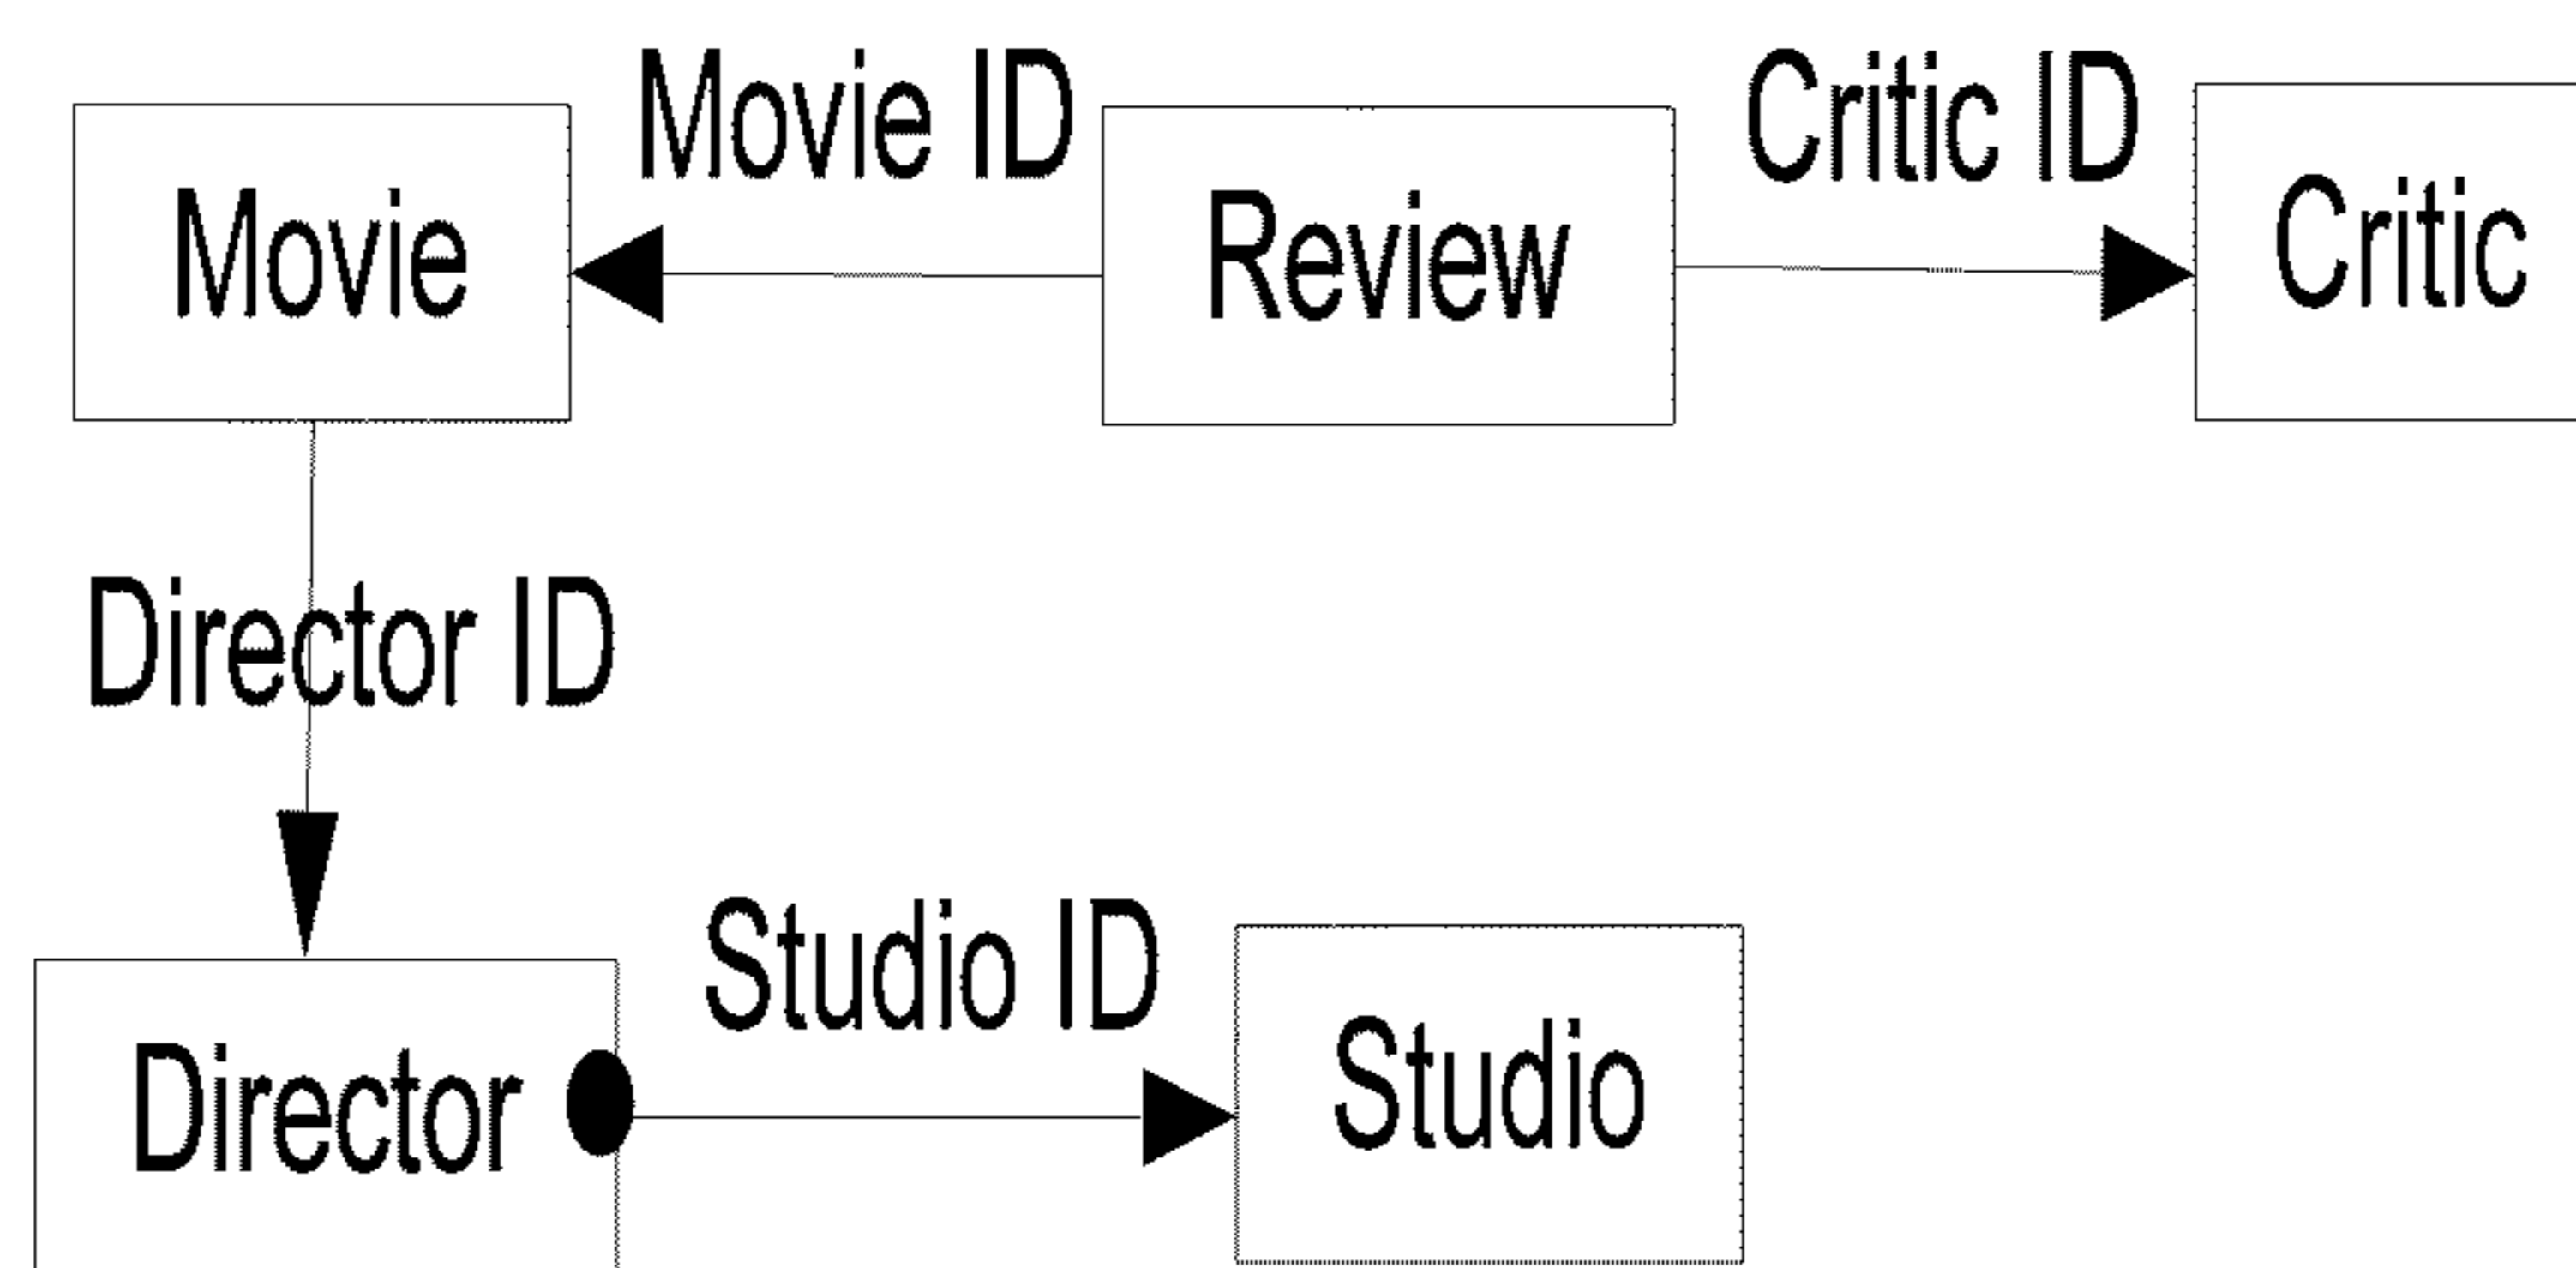 Movie ID
Critic ID
Movie
Review
Critic
Director ID
Studio ID
Director
Studio